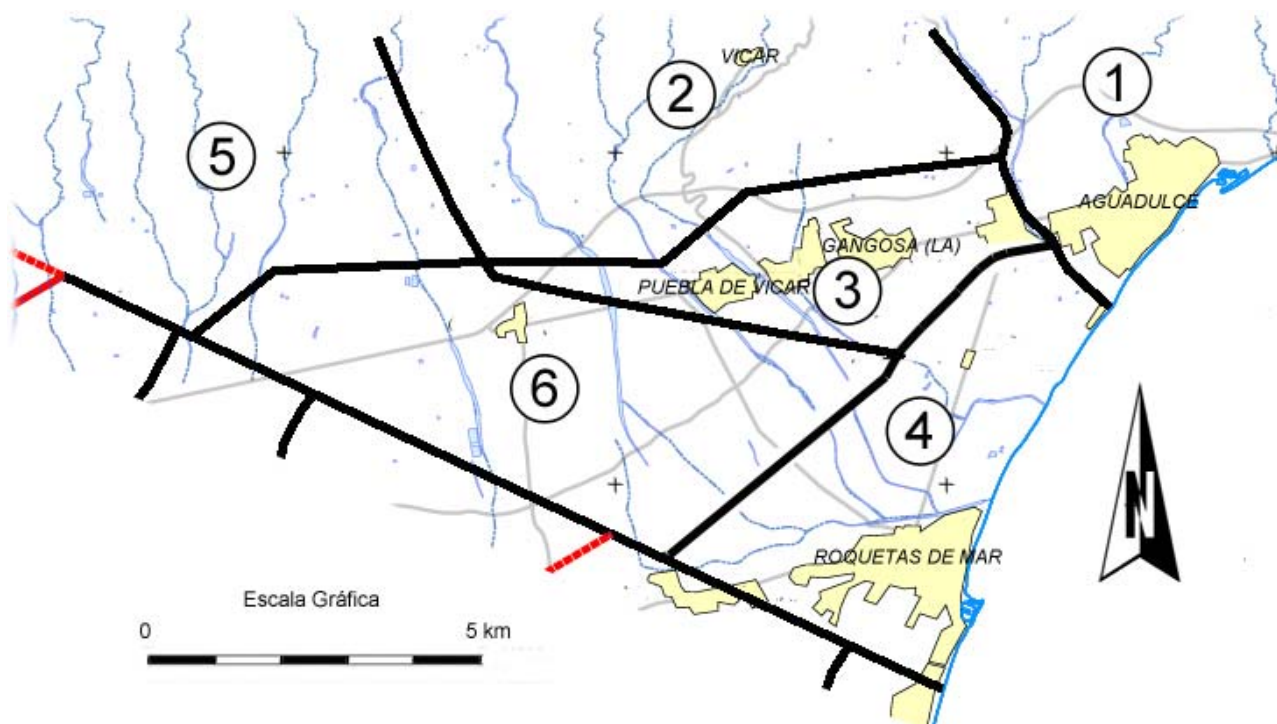 VICAR
1
2
5
AGUADULCE
GANGOSA (LA)
PUEBLA DE VICAR
3
6
4
N
ROQUETAS DE MAR
Escala Gráfica
0 5 km